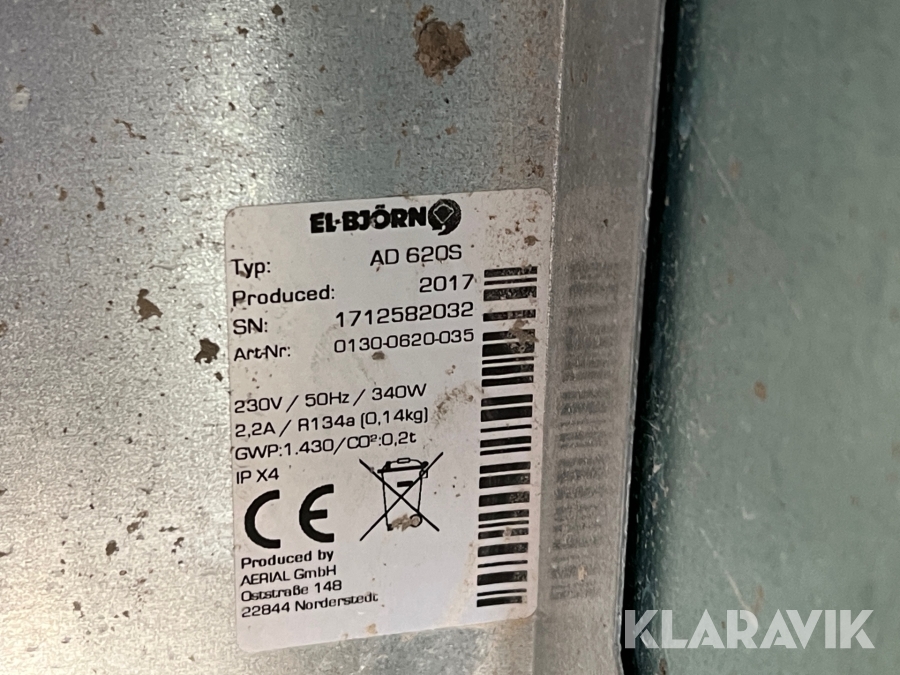 EL-BJÖRN
Typ: AD 620S
Produced: 2017
SN: 1712582032
Art-Nr: 0130-0620-035
230V / 50Hz / 340W
2,2A / R134a (0,14kg)
GWP:1.430/CO²:0,2t
IP X4
CE
Produced by
AERIAL GmbH
Oststraße 148
22844 Norderstedt
KLARAVIK